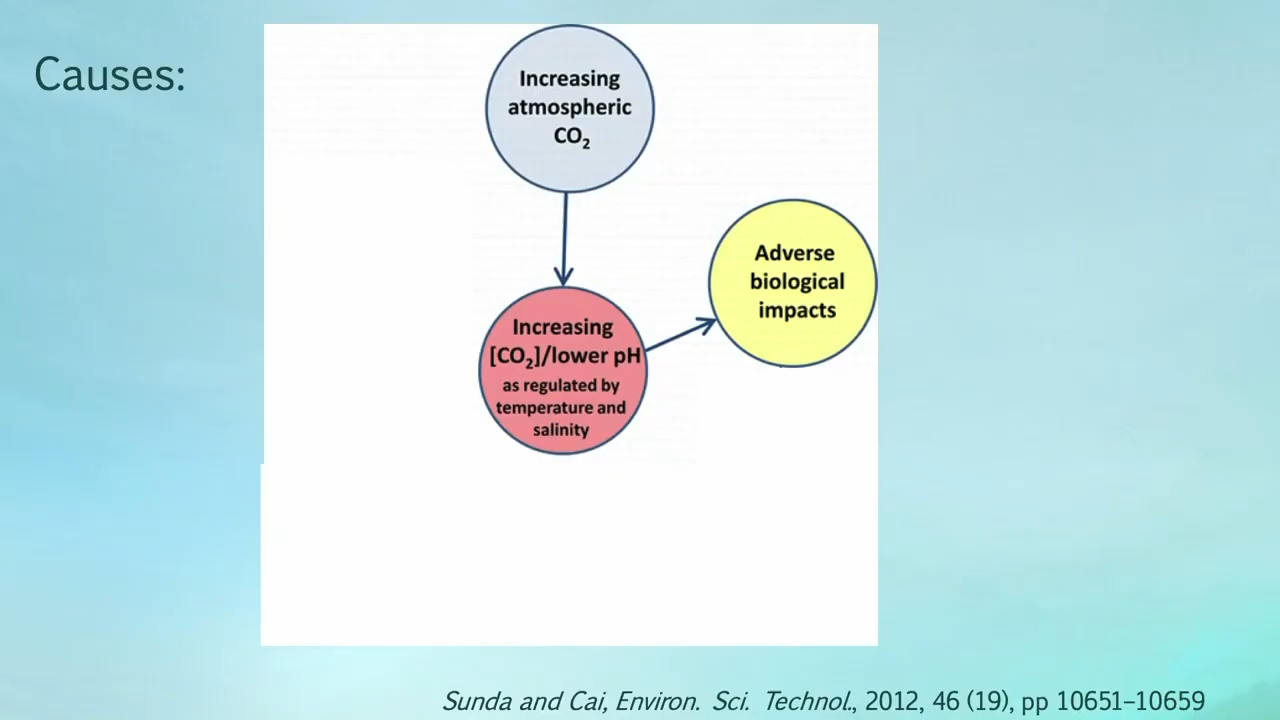 Causes:
Increasing
atmospheric
CO₂
Adverse
biological
impacts
Increasing
[CO₂]/lower pH
as regulated by
temperature and
salinity
Sunda and Cai, Environ. Sci. Technol., 2012, 46 (19), pp 10651–10659